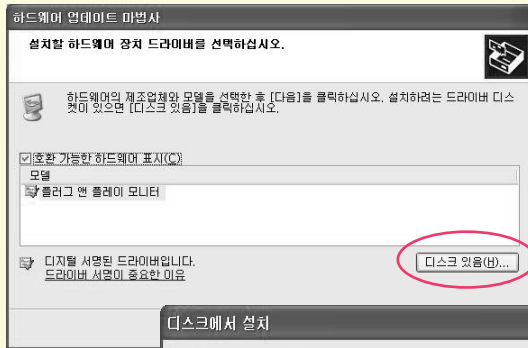 하드웨어 업데이트 마법사
설치할 하드웨어 장치 드라이버를 선택하십시오.
하드웨어의 제조업체와 모델을 선택한 후 [다음]을 클릭하십시오. 설치하려는 드라이버 디스
켓이 있으면 [디스크 있음]을 클릭하십시오.
호환 가능한 하드웨어 표시(C)
모델
플러그 앤 플레이 모니터
디지털 서명된 드라이버입니다.
드라이버 서명이 중요한 이유
디스크 있음(H)...
디스크에서 설치